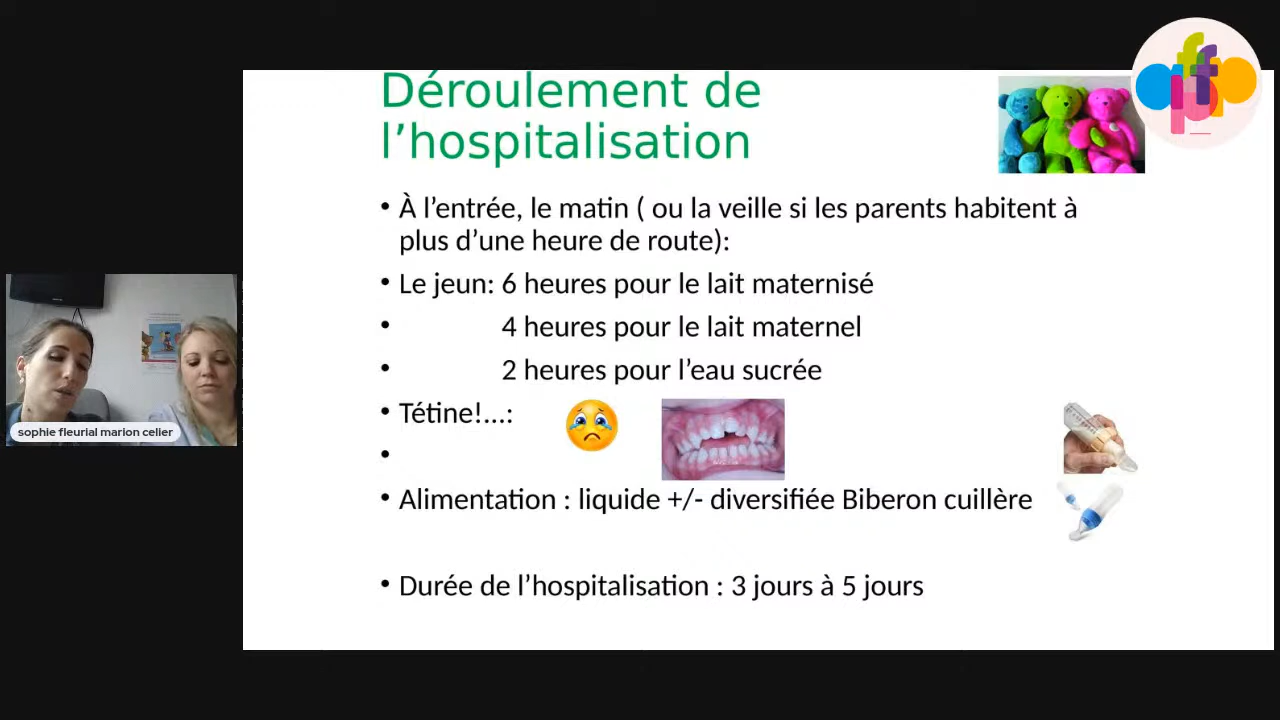 Déroulement de
l’hospitalisation
• À l’entrée, le matin ( ou la veille si les parents habitent à
plus d’une heure de route):
• Le jeun: 6 heures pour le lait maternisé
• 4 heures pour le lait maternel
• 2 heures pour l’eau sucrée
• Tétine!...:
•
• Alimentation : liquide +/- diversifiée Biberon cuillère
• Durée de l’hospitalisation : 3 jours à 5 jours
sophie fleurial marion celier